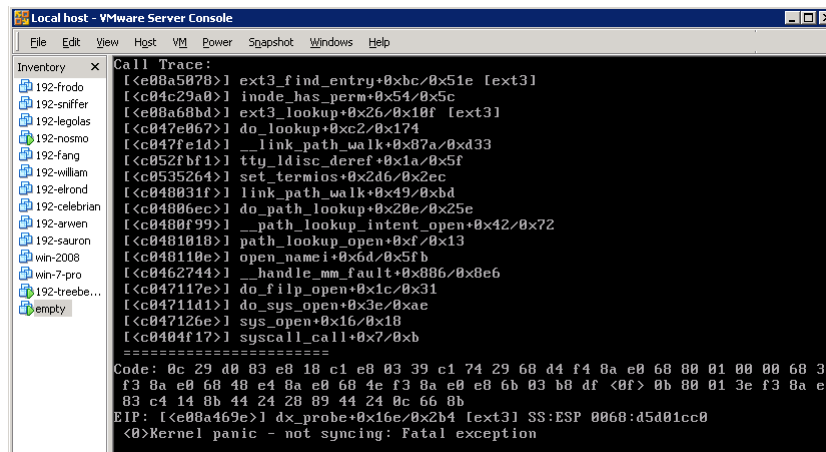 Local host - VMware Server Console
File Edit View Host VM Power Snapshot Windows Help
Inventory x
192-frodo
192-sniffer
192-legolas
192-nosmo
192-fang
192-william
192-elrond
192-celebrian
192-arwen
192-sauron
win-2008
win-7-pro
192-treebe...
empty
Call Trace:
[<e08a5078>] ext3_find_entry+0xbc/0x51e [ext3]
[<c04c29a0>] inode_has_perm+0x54/0x5c
[<e08a68bd>] ext3_lookup+0x26/0x10f [ext3]
[<c047e067>] do_lookup+0xc2/0x174
[<c047fe1d>] __link_path_walk+0x87a/0xd33
[<c052fbf1>] tty_ldisc_deref+0x1a/0x5f
[<c0535264>] set_termios+0x2d6/0x2ec
[<c048031f>] link_path_walk+0x49/0xbd
[<c04806ec>] do_path_lookup+0x20e/0x25e
[<c0480f99>] __path_lookup_intent_open+0x42/0x72
[<c0481018>] path_lookup_open+0xf/0x13
[<c048110e>] open_namei+0x6d/0x5fb
[<c0462744>] __handle_mm_fault+0x886/0x8e6
[<c047117e>] do_filp_open+0x1c/0x31
[<c04711d1>] do_sys_open+0x3e/0xae
[<c047126e>] sys_open+0x16/0x18
[<c0404f17>] syscall_call+0x7/0xb
=======================
Code: 0c 29 d0 83 e8 18 c1 e8 03 39 c1 74 29 68 d4 f4 8a e0 68 80 01 00 00 68 3
f3 8a e0 68 48 e4 8a e0 68 4e f3 8a e0 e8 6b 03 b8 df <0f> 0b 80 01 3e f3 8a e
83 c4 14 8b 44 24 28 89 44 24 0c 66 8b
EIP: [<e08a469e>] dx_probe+0x16e/0x2b4 [ext3] SS:ESP 0068:d5d01cc0
<0>Kernel panic - not syncing: Fatal exception